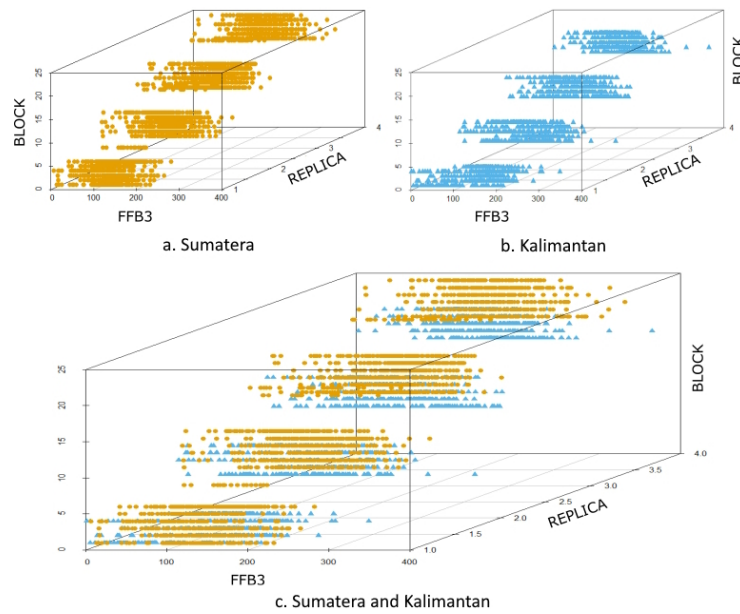 BLOCK
25
20
15
10
5
0
0 100 200 300 400
FFB3
1 2 3 4
REPLICA
a. Sumatera
25
20
15
10
5
0
0 100 200 300 400
FFB3
1 2 3 4
REPLICA
BLOCK
b. Kalimantan
25
20
15
10
5
0
0 100 200 300 400
FFB3
1.0 1.5 2.0 2.5 3.0 3.5 4.0
REPLICA
BLOCK
c. Sumatera and Kalimantan